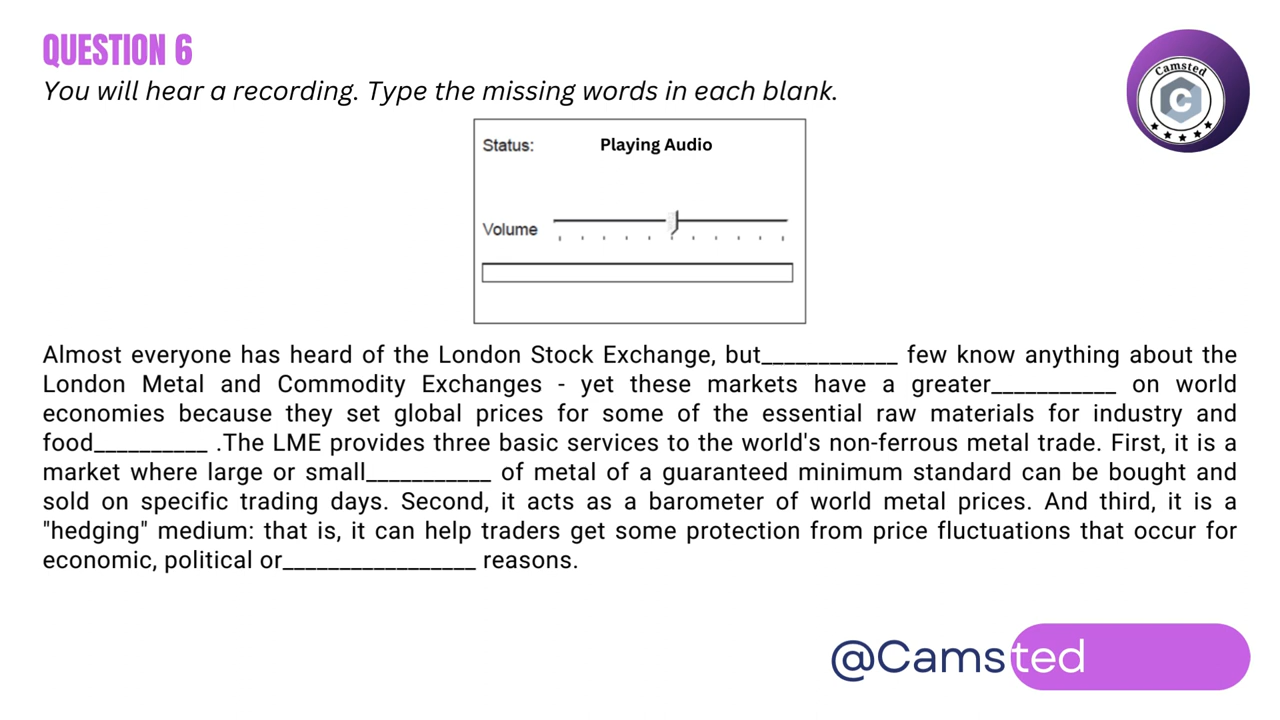 QUESTION 6
You will hear a recording. Type the missing words in each blank.
Camsted
C
Status: Playing Audio
Volume
Almost everyone has heard of the London Stock Exchange, but____________ few know anything about the
London Metal and Commodity Exchanges - yet these markets have a greater___________ on world
economies because they set global prices for some of the essential raw materials for industry and
food__________ .The LME provides three basic services to the world's non-ferrous metal trade. First, it is a
market where large or small___________ of metal of a guaranteed minimum standard can be bought and
sold on specific trading days. Second, it acts as a barometer of world metal prices. And third, it is a
"hedging" medium: that is, it can help traders get some protection from price fluctuations that occur for
economic, political or_________________ reasons.
@Camsted